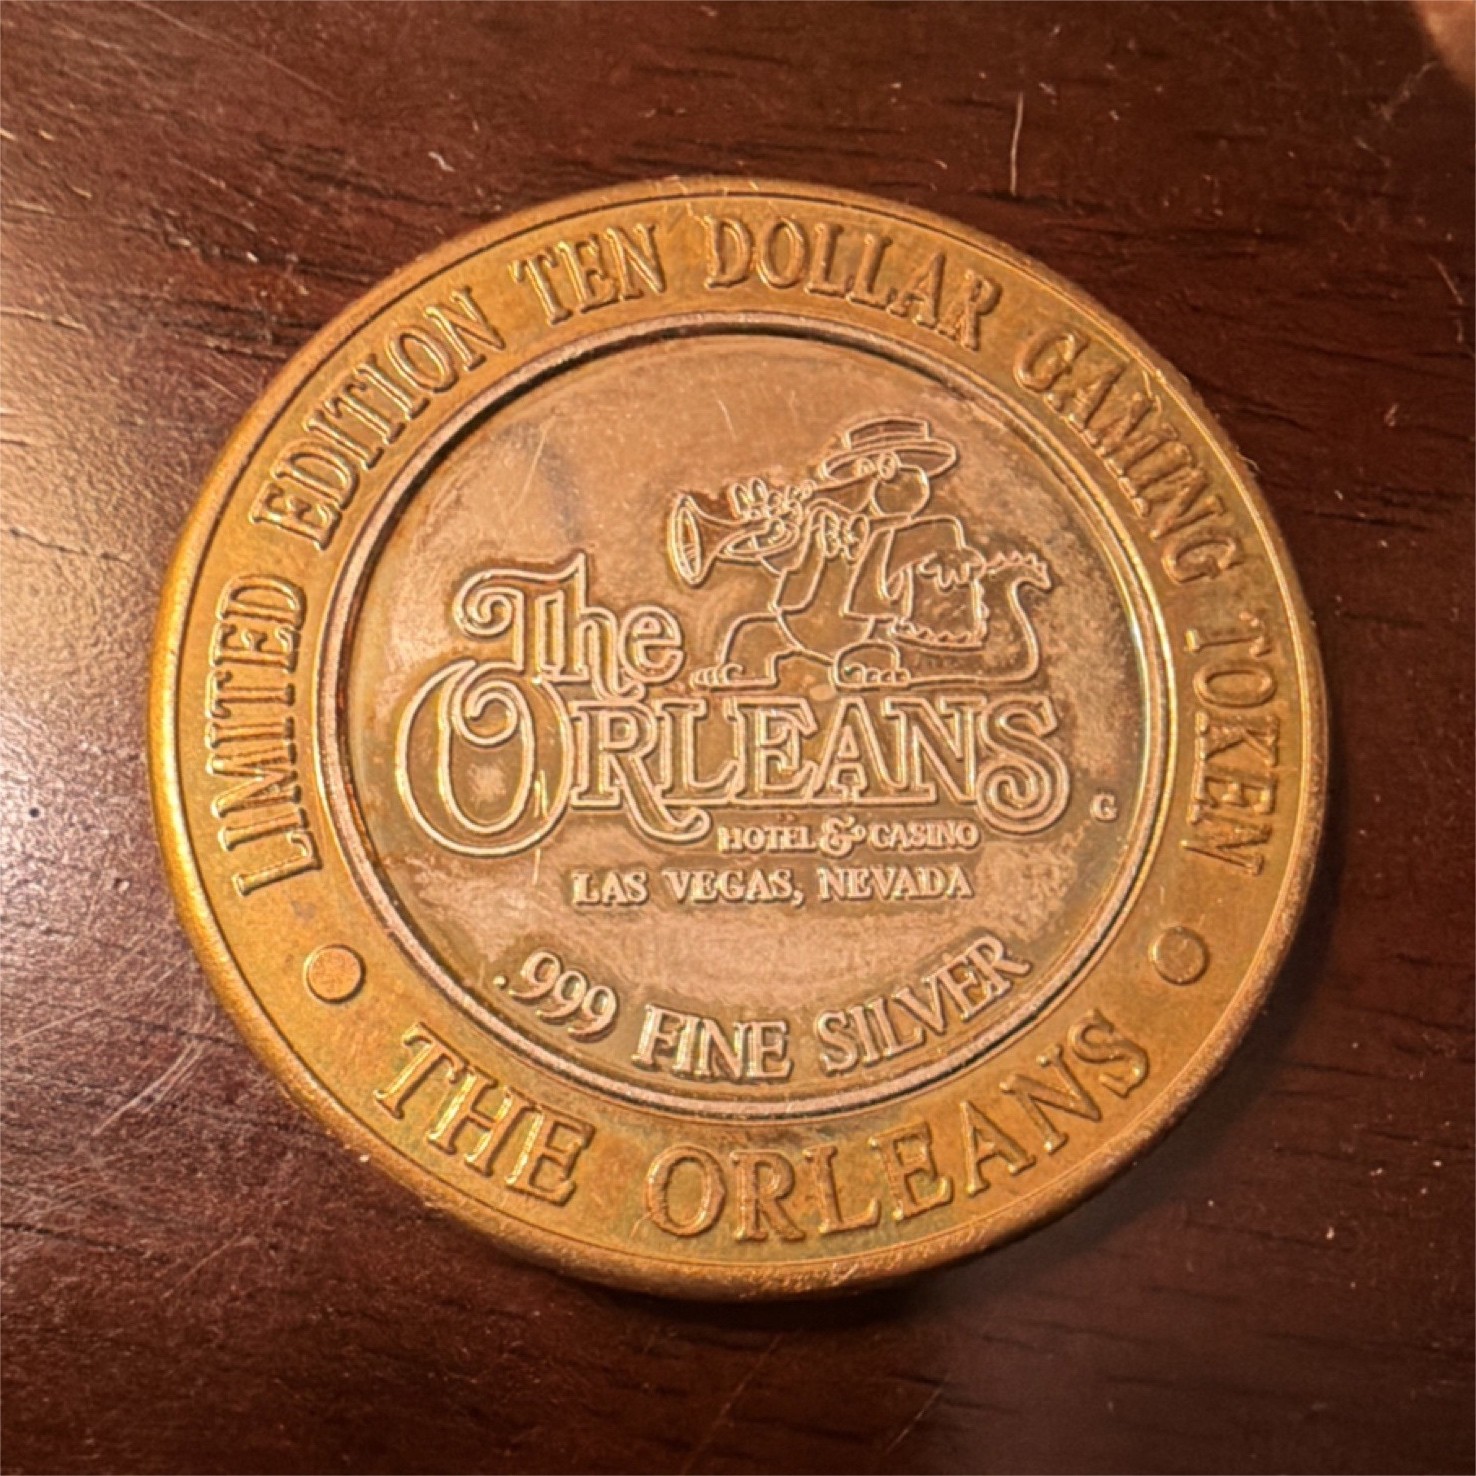 LIMITED EDITION TEN DOLLAR GAMING TOKEN
The
ORLEANS
G
HOTEL & CASINO
LAS VEGAS, NEVADA
.999 FINE SILVER
THE ORLEANS